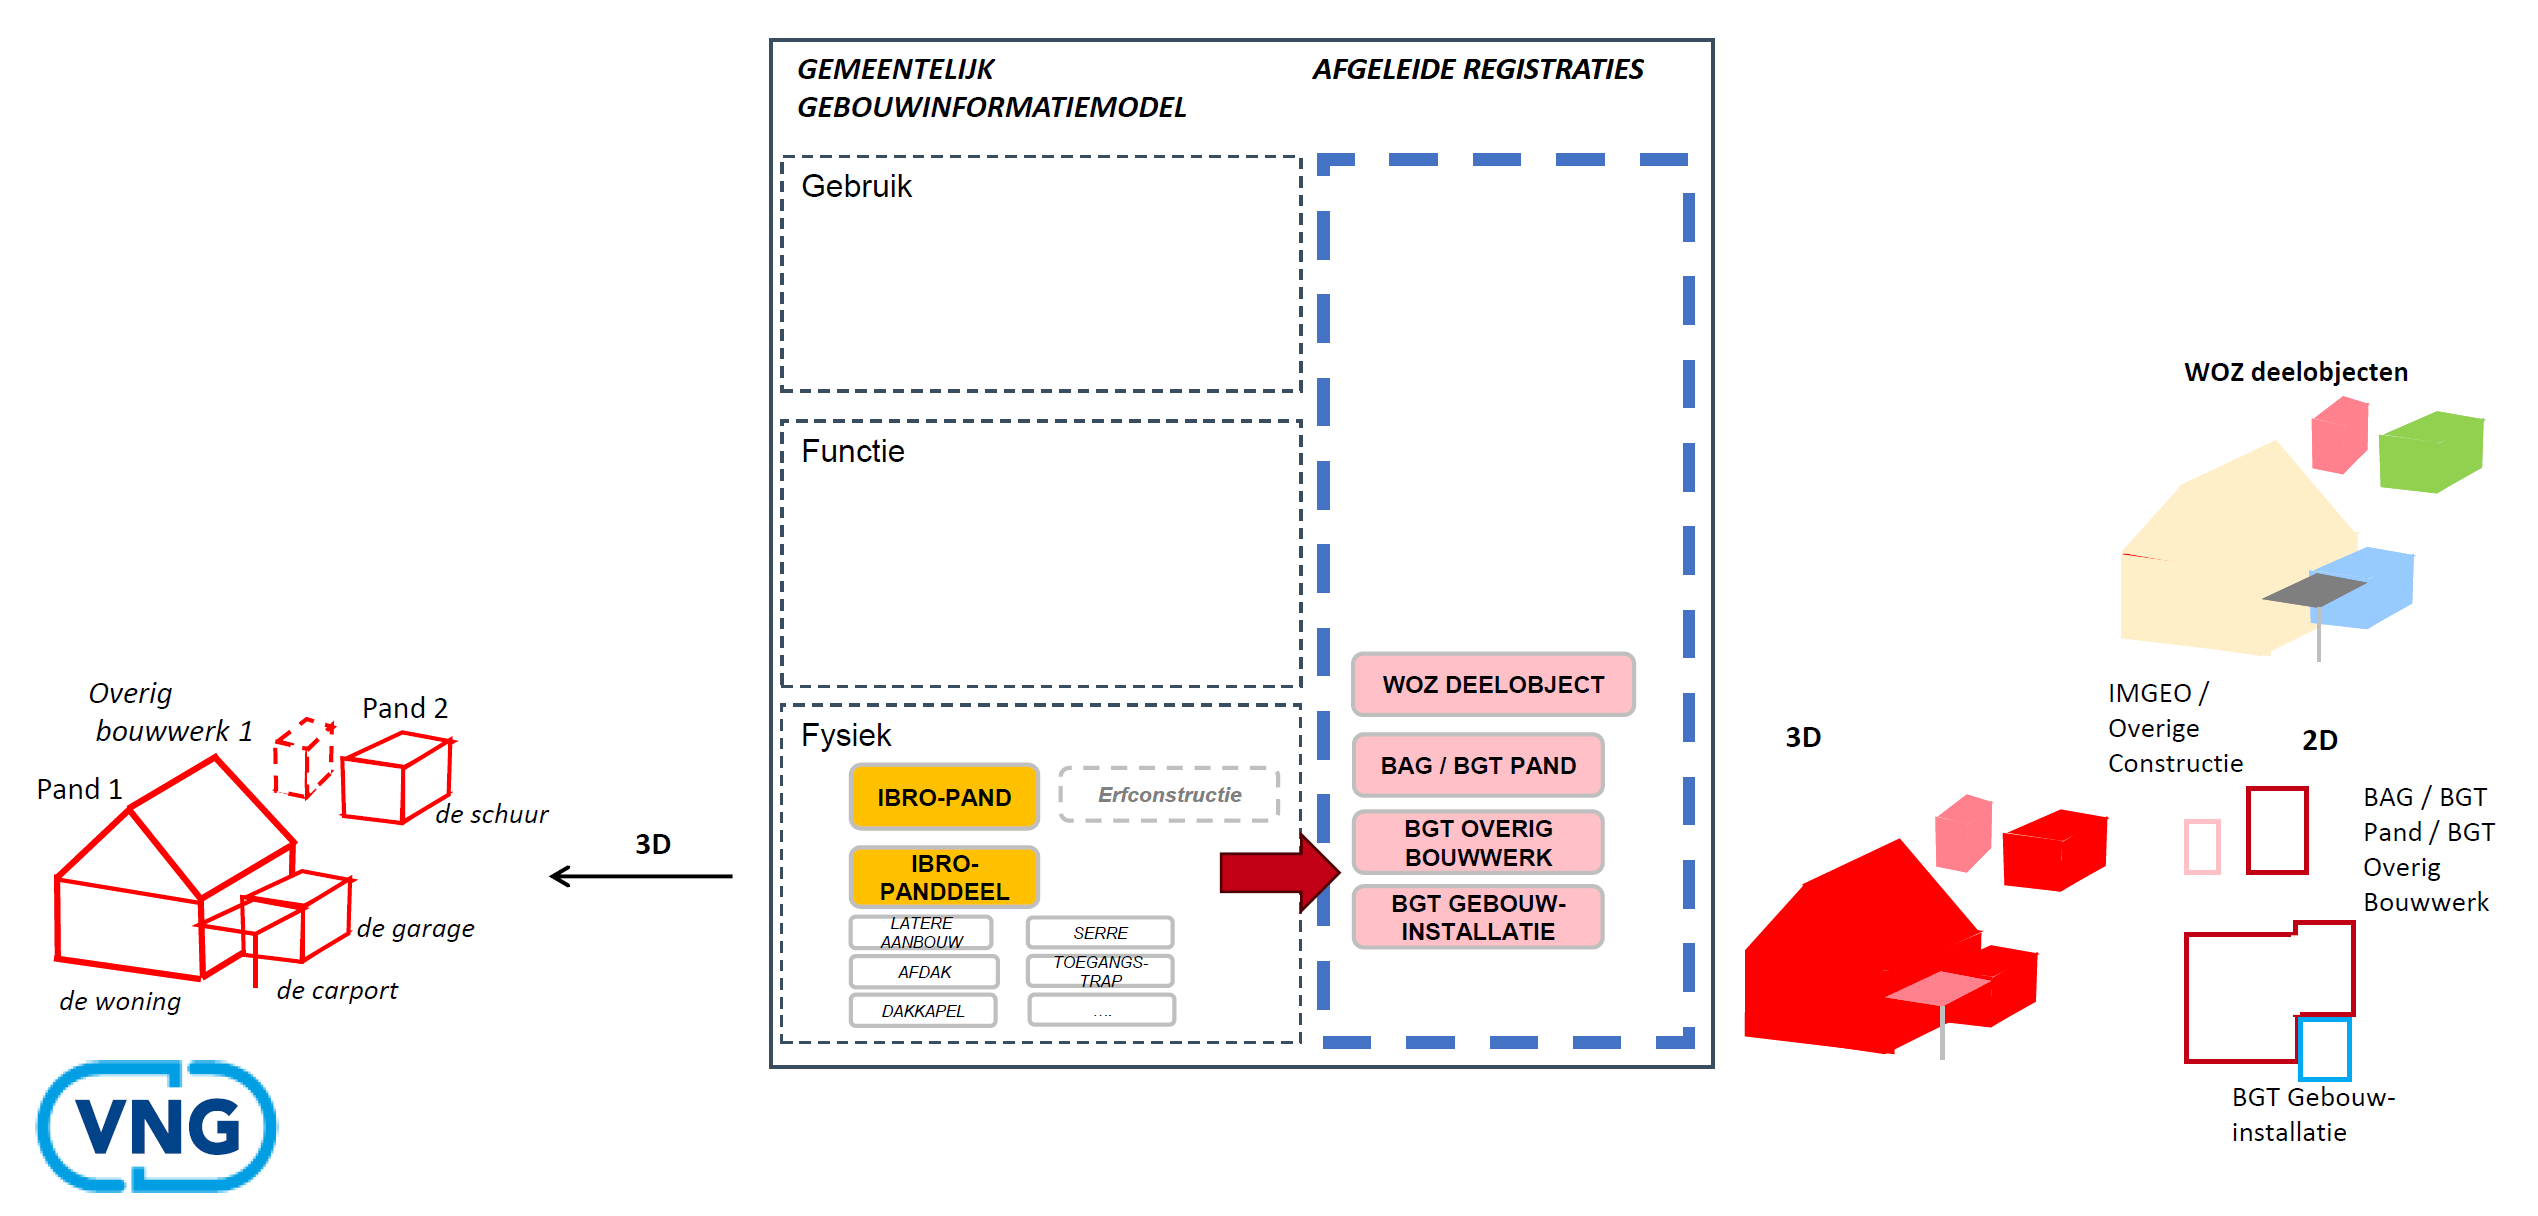 GEMEENTELIJK
GEBOUWINFORMATIEMODEL
AFGELEIDE REGISTRATIES
Gebruik
Functie
Fysiek
IBRO-PAND
Erfconstructie
IBRO-
PANDDEEL
LATERE
AANBOUW
SERRE
AFDAK
TOEGANGS-
TRAP
DAKKAPEL
....
WOZ DEELOBJECT
BAG / BGT PAND
BGT OVERIG
BOUWWERK
BGT GEBOUW-
INSTALLATIE
Overig
bouwwerk 1
Pand 2
Pand 1
de schuur
de garage
de carport
de woning
3D
VNG
WOZ deelobjecten
3D
IMGEO /
Overige
Constructie
2D
BAG / BGT
Pand / BGT
Overig
Bouwwerk
BGT Gebouw-
installatie